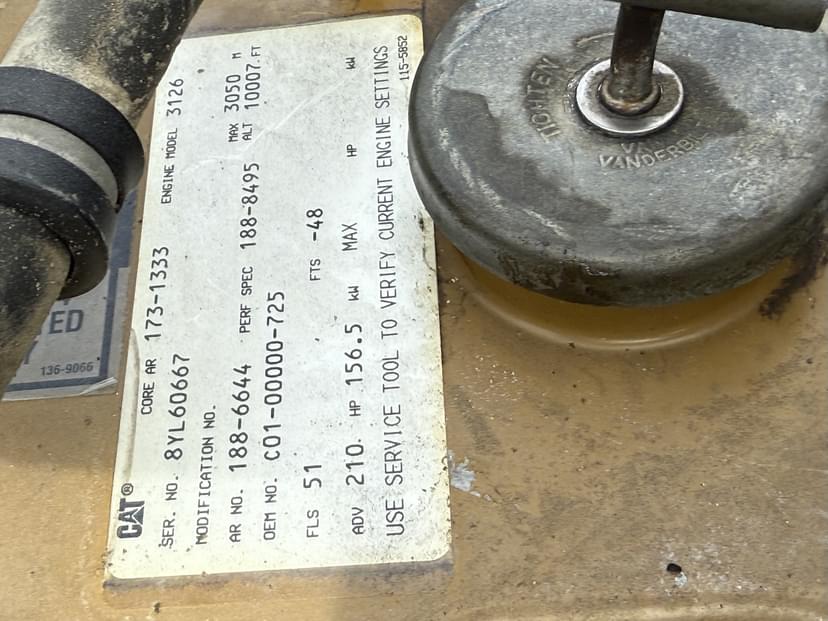 CAT® CORE AR 173-1333 ENGINE MODEL 3126
SER. NO. 8YL60667
MODIFICATION NO.
AR NO. 188-6644 PERF SPEC 188-8495 MAX ALT 3050 M 10007. FT
OEM NO. C01-00000-725
FLS 51 FTS -48
ADV 210. HP 156.5 kW MAX HP kW
USE SERVICE TOOL TO VERIFY CURRENT ENGINE SETTINGS
115-5852
TED
136-9066
TIGHTEN